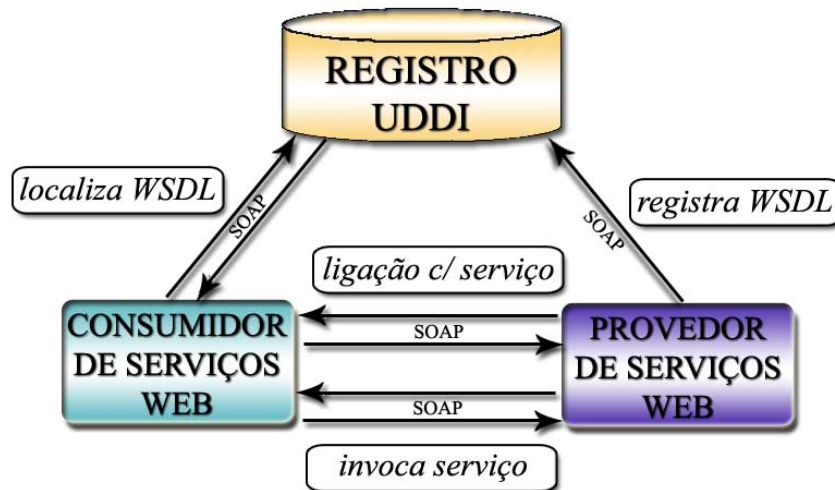 REGISTRO
UDDI
localiza WSDL
SOAP
registra WSDL
SOAP
ligação c/ serviço
CONSUMIDOR
DE SERVIÇOS
WEB
SOAP
SOAP
PROVEDOR
DE SERVIÇOS
WEB
invoca serviço